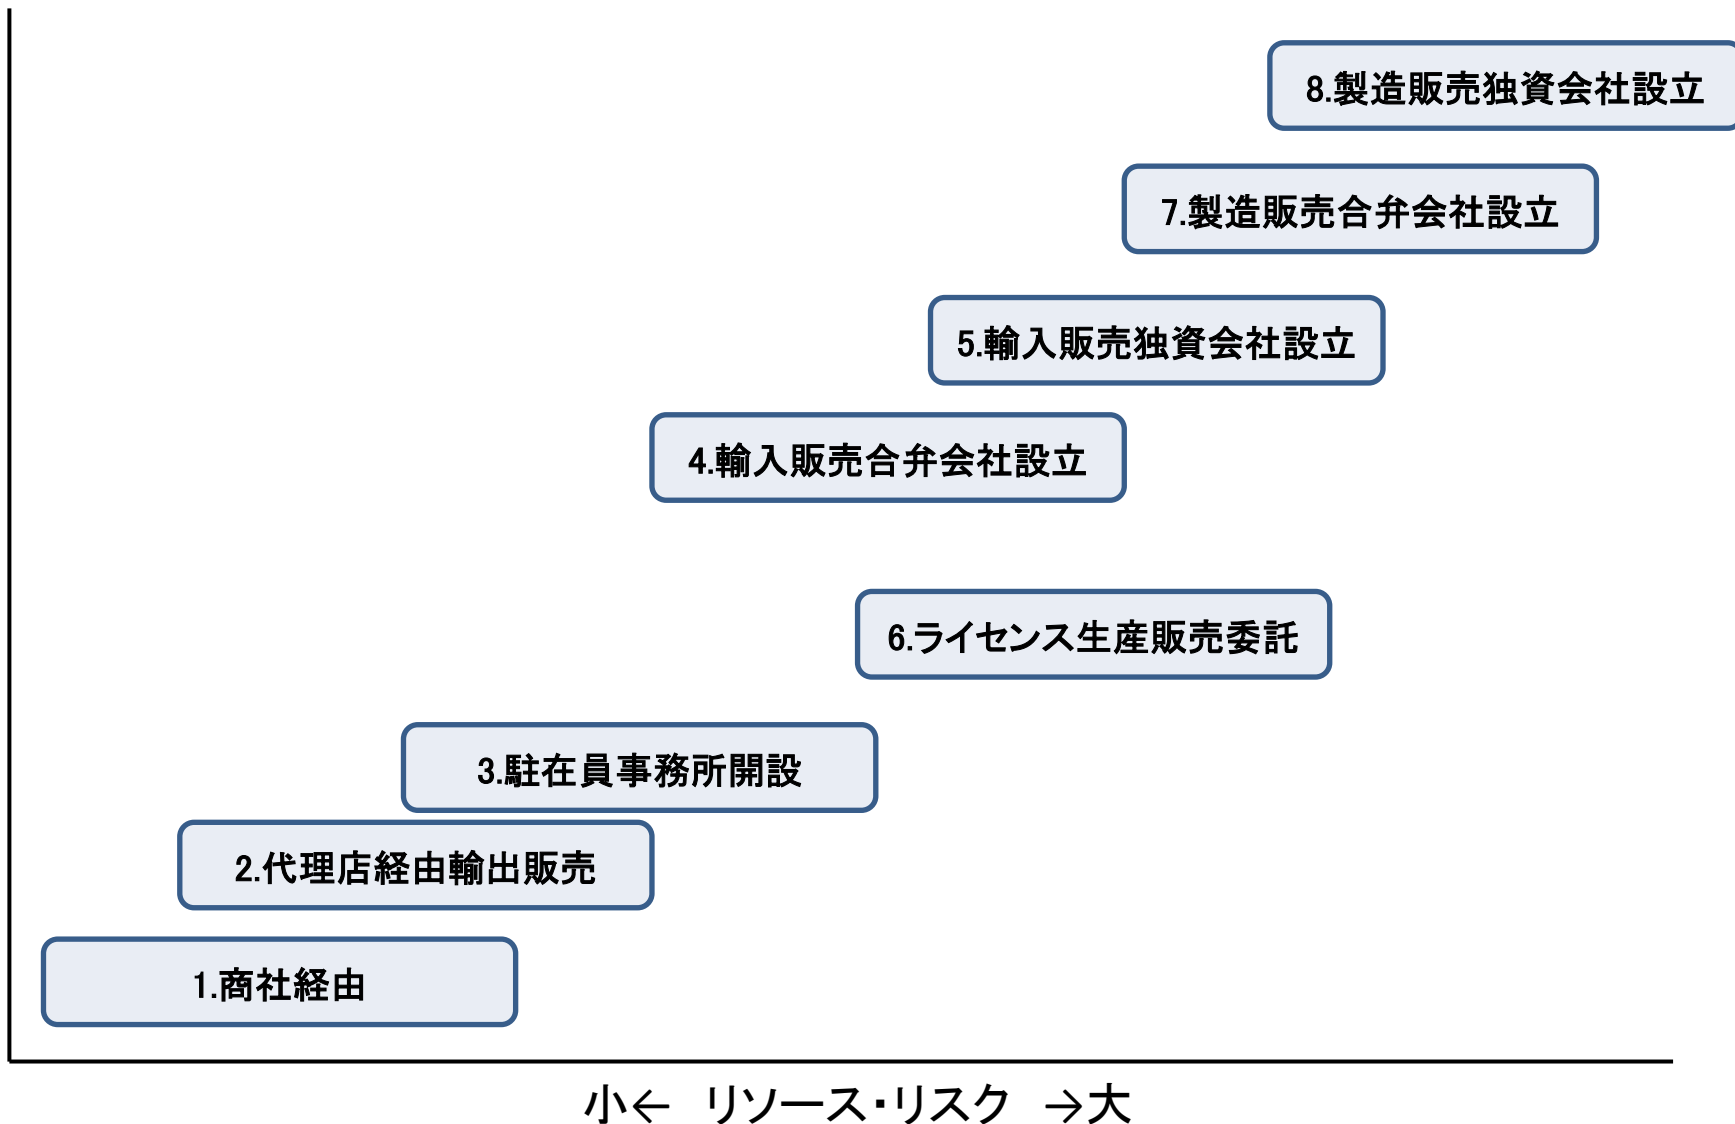 8.製造販売独資会社設立
7.製造販売合弁会社設立
5.輸入販売独資会社設立
4.輸入販売合弁会社設立
6.ライセンス生産販売委託
3.駐在員事務所開設
2.代理店経由輸出販売
1.商社経由
小← リソース・リスク →大